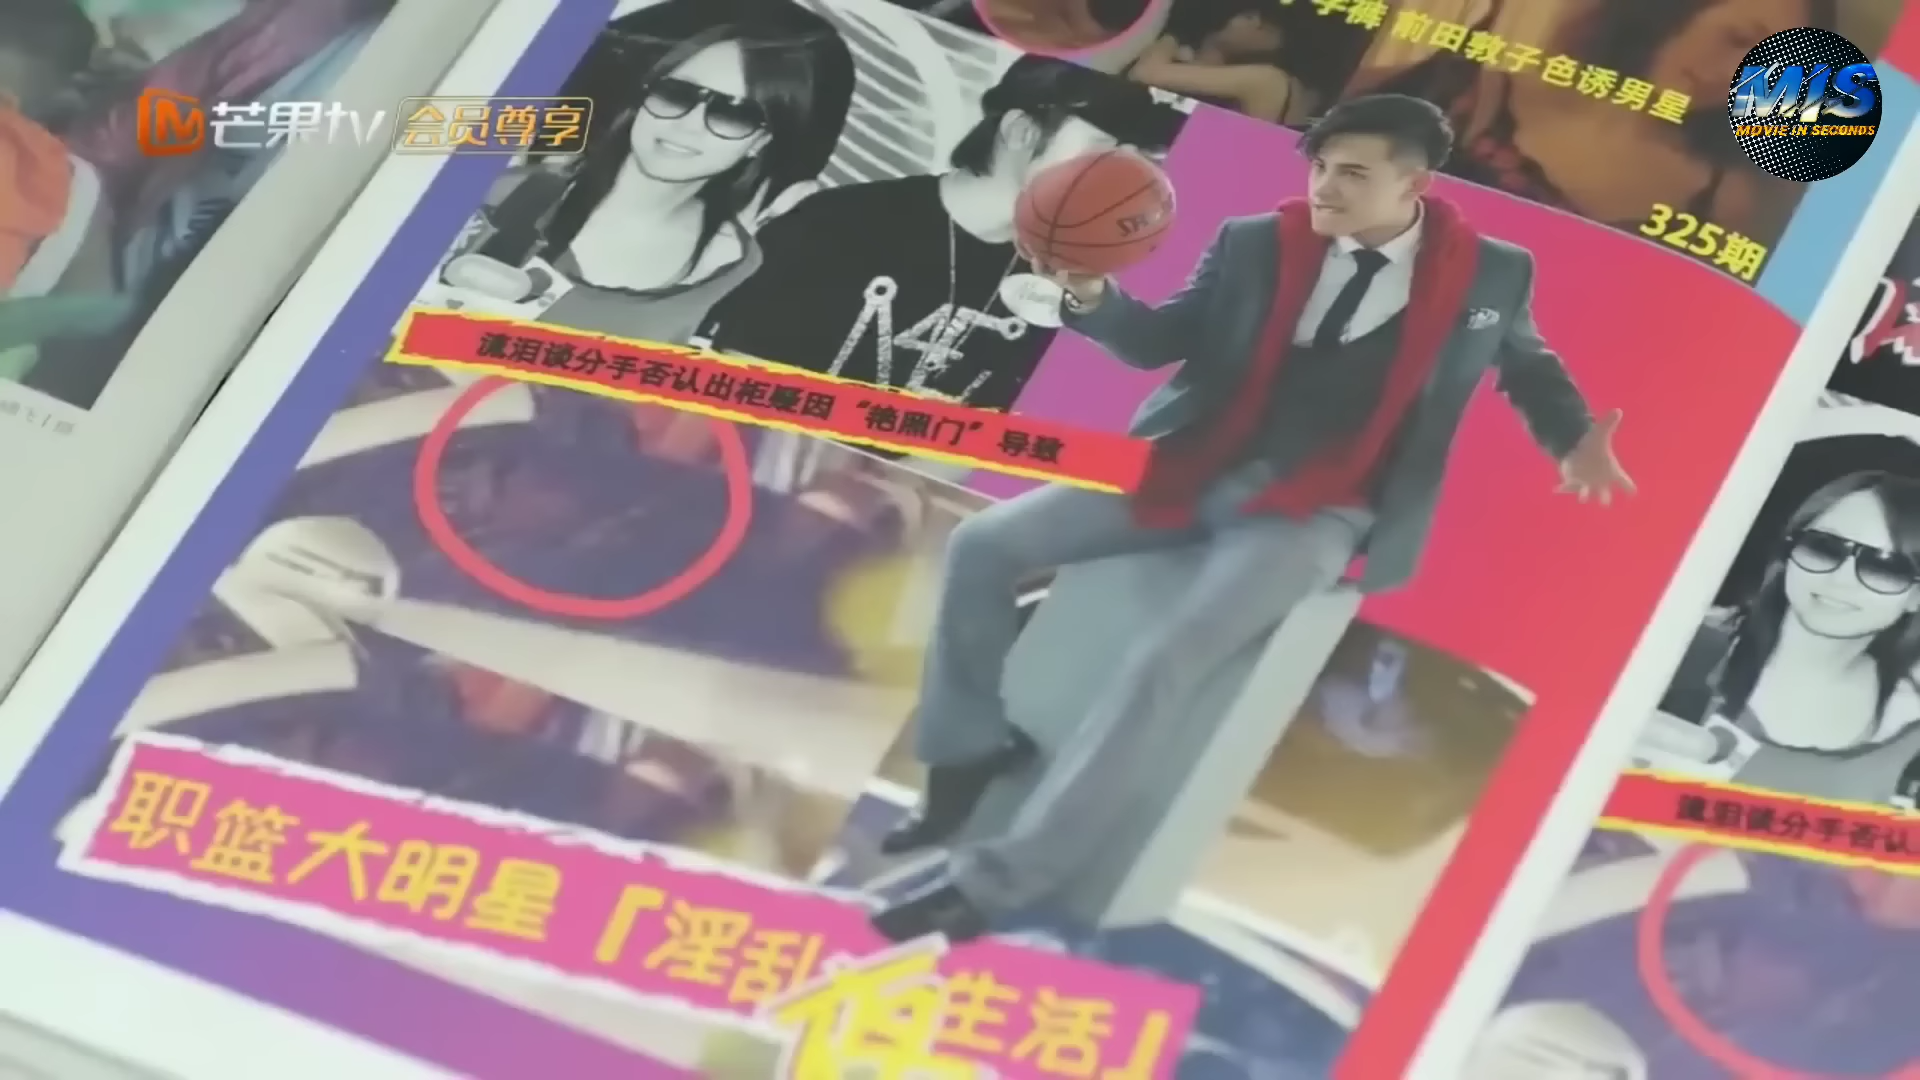 芒果tv 会员尊享
MIS
MOVIE IN SECONDS
裤 前田敦子色诱男星
325期
流泪谈分手否认出柜疑因“艳照门”导致
职篮大明星「淫乱夜生活」
流泪谈分手否认